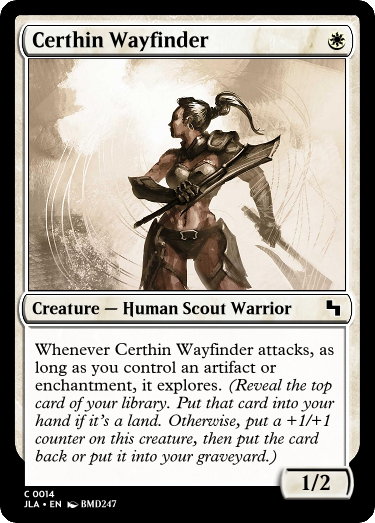 Certhin Wayfinder
Creature — Human Scout Warrior
Whenever Certhin Wayfinder attacks, as
long as you control an artifact or
enchantment, it explores. (Reveal the top
card of your library. Put that card into your
hand if it's a land. Otherwise, put a +1/+1
counter on this creature, then put the card
back or put it into your graveyard.)
1/2
C 0014
JLA • EN BMD247